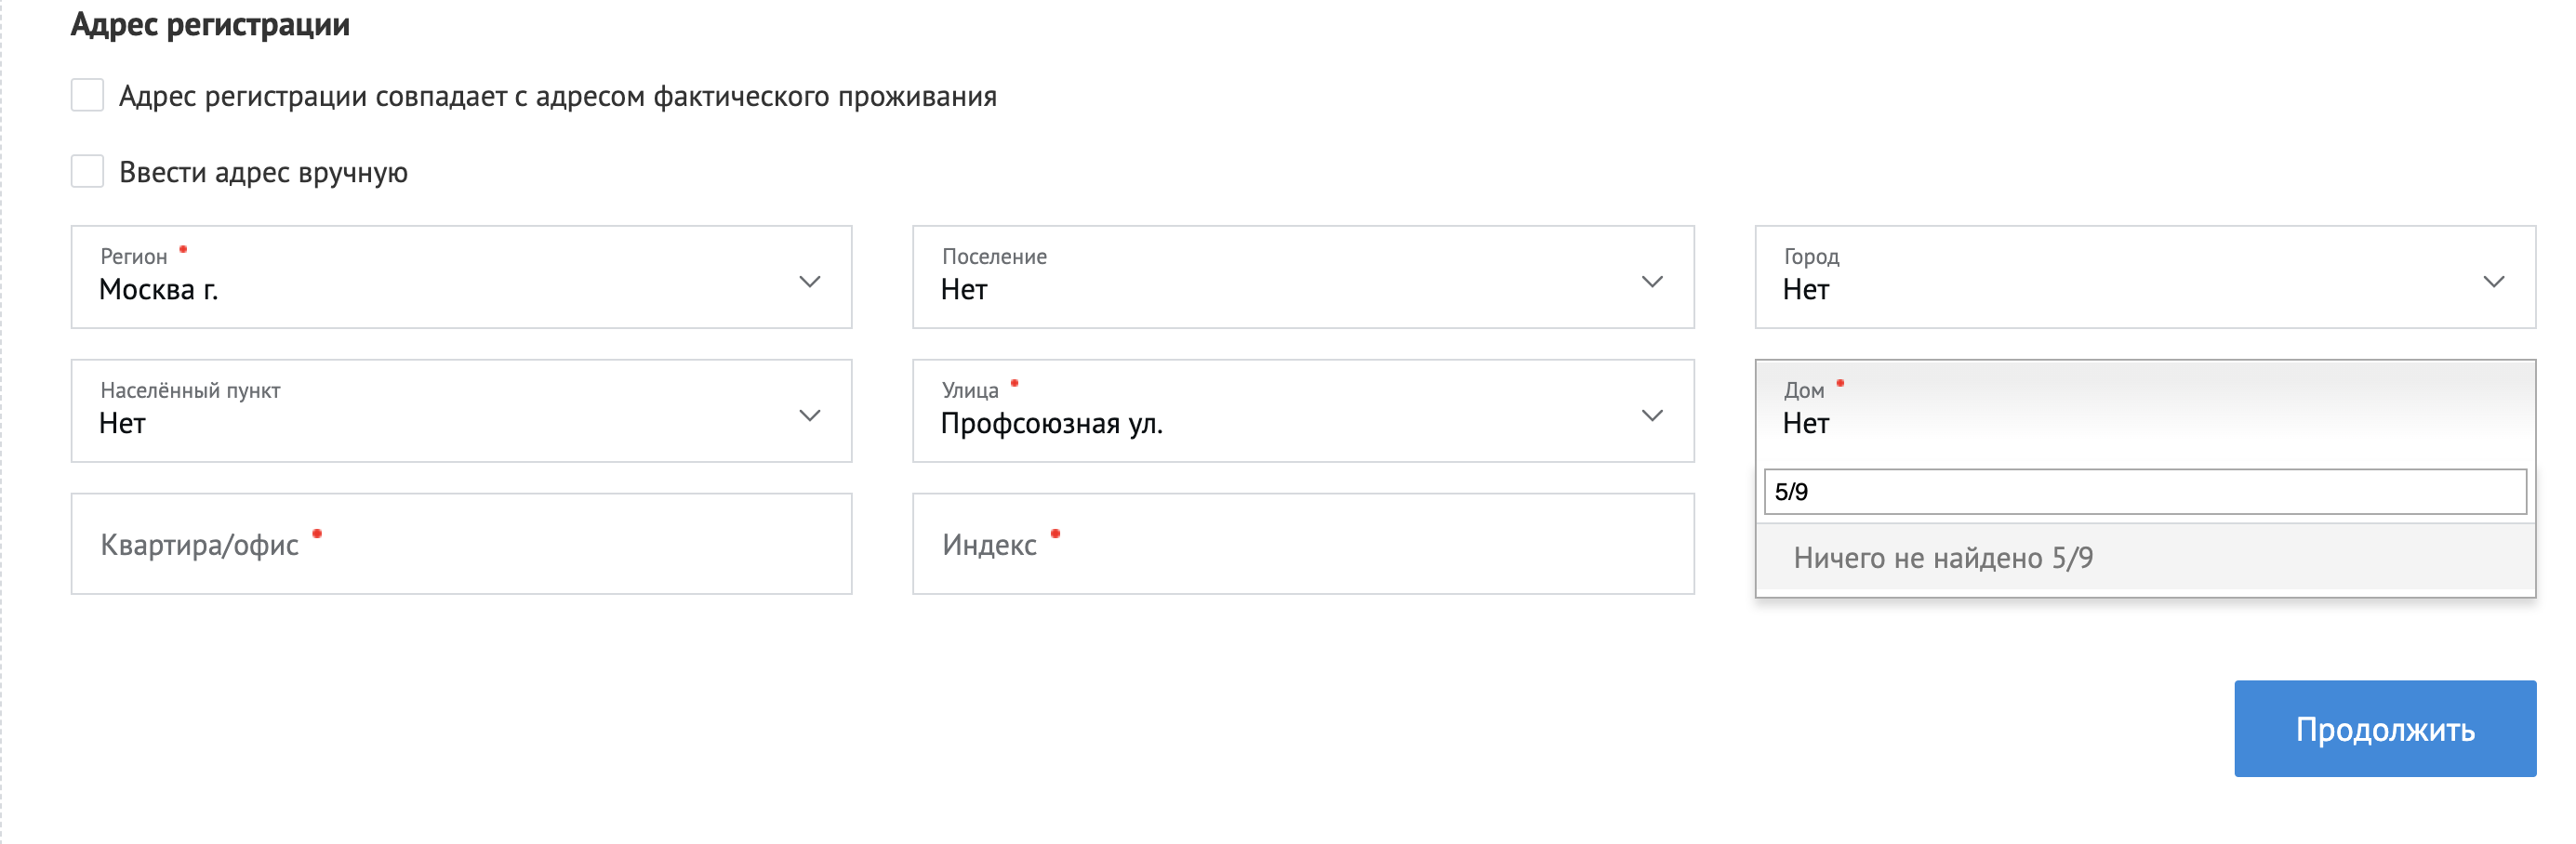 Адрес регистрации
Адрес регистрации совпадает с адресом фактического проживания
Ввести адрес вручную
Регион
Москва г.
Поселение
Нет
Город
Нет
Населённый пункт
Нет
Улица
Профсоюзная ул.
Дом
Нет
5/9
Ничего не найдено 5/9
Квартира/офис
Индекс
Продолжить